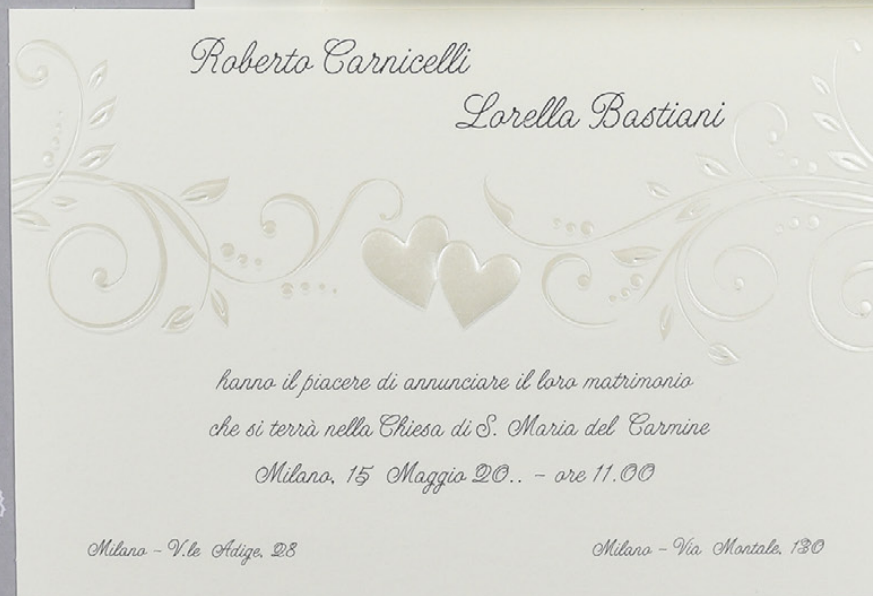 Roberto Carnicelli
Lorella Bastiani
hanno il piacere di annunciare il loro matrimonio
che si terrà nella Chiesa di S. Maria del Carmine
Milano, 15 Maggio 20.. - ore 11.00
Milano - V.le Adige, 28
Milano - Via Montale, 130